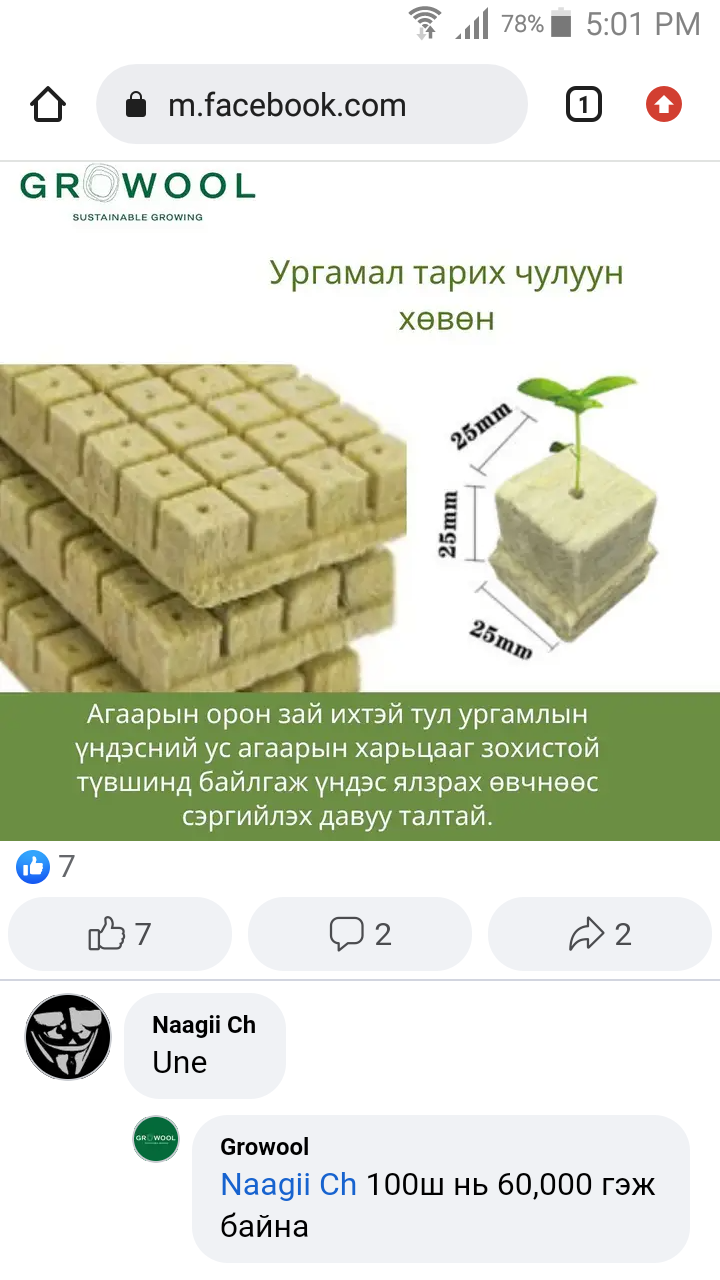 78% 5:01 PM
m.facebook.com 1
GROWOOL
SUSTAINABLE GROWING
Ургамал тарих чулуун
хөвөн
25mm
25mm
25mm
Агаарын орон зай ихтэй тул ургамлын
үндэсний ус агаарын харьцааг зохистой
түвшинд байлгаж үндэс ялзрах өвчнөөс
сэргийлэх давуу талтай.
7
7 2 2
Naagii Ch
Une
GROWOOL
Growool
Naagii Ch 100ш нь 60,000 гэж
байна